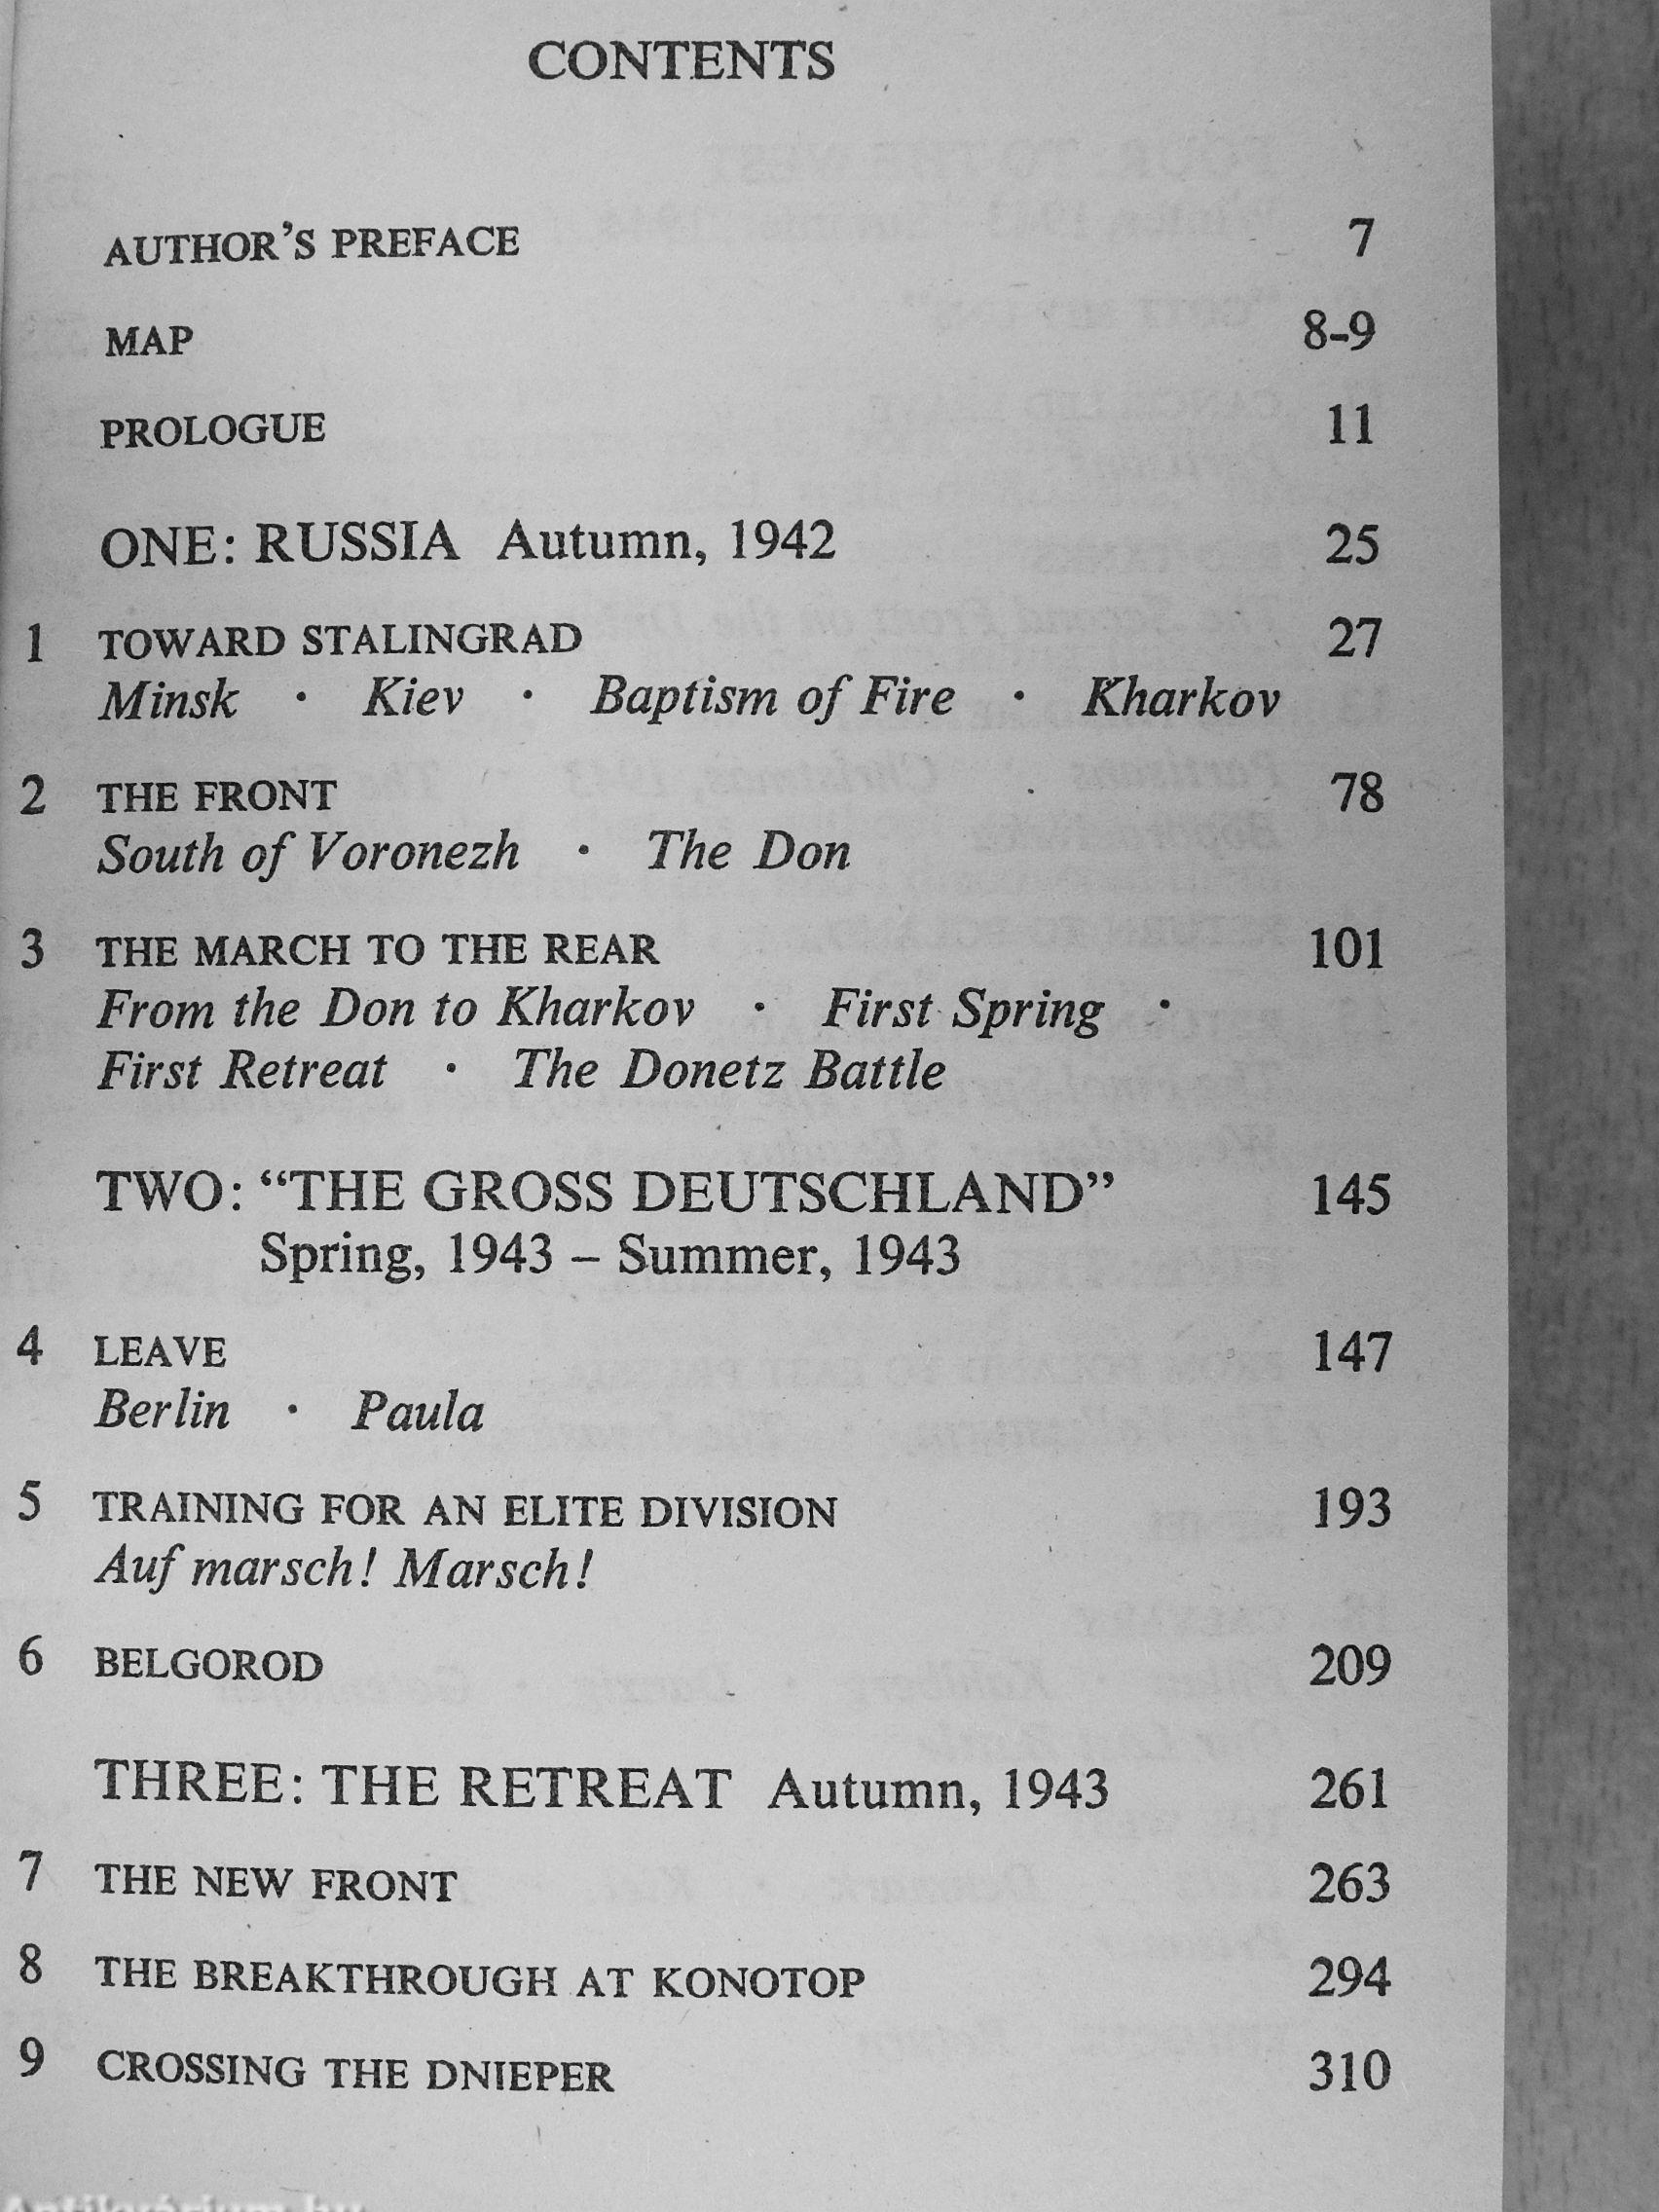 CONTENTS
AUTHOR'S PREFACE 7
MAP 8-9
PROLOGUE 11
ONE: RUSSIA Autumn, 1942 25
1 TOWARD STALINGRAD 27
Minsk · Kiev · Baptism of Fire · Kharkov
2 THE FRONT 78
South of Voronezh · The Don
3 THE MARCH TO THE REAR 101
From the Don to Kharkov · First Spring ·
First Retreat · The Donetz Battle
TWO: “THE GROSS DEUTSCHLAND” 145
Spring, 1943 – Summer, 1943
4 LEAVE 147
Berlin · Paula
5 TRAINING FOR AN ELITE DIVISION 193
Auf marsch! Marsch!
6 BELGOROD 209
THREE: THE RETREAT Autumn, 1943 261
7 THE NEW FRONT 263
8 THE BREAKTHROUGH AT KONOTOP 294
9 CROSSING THE DNIEPER 310